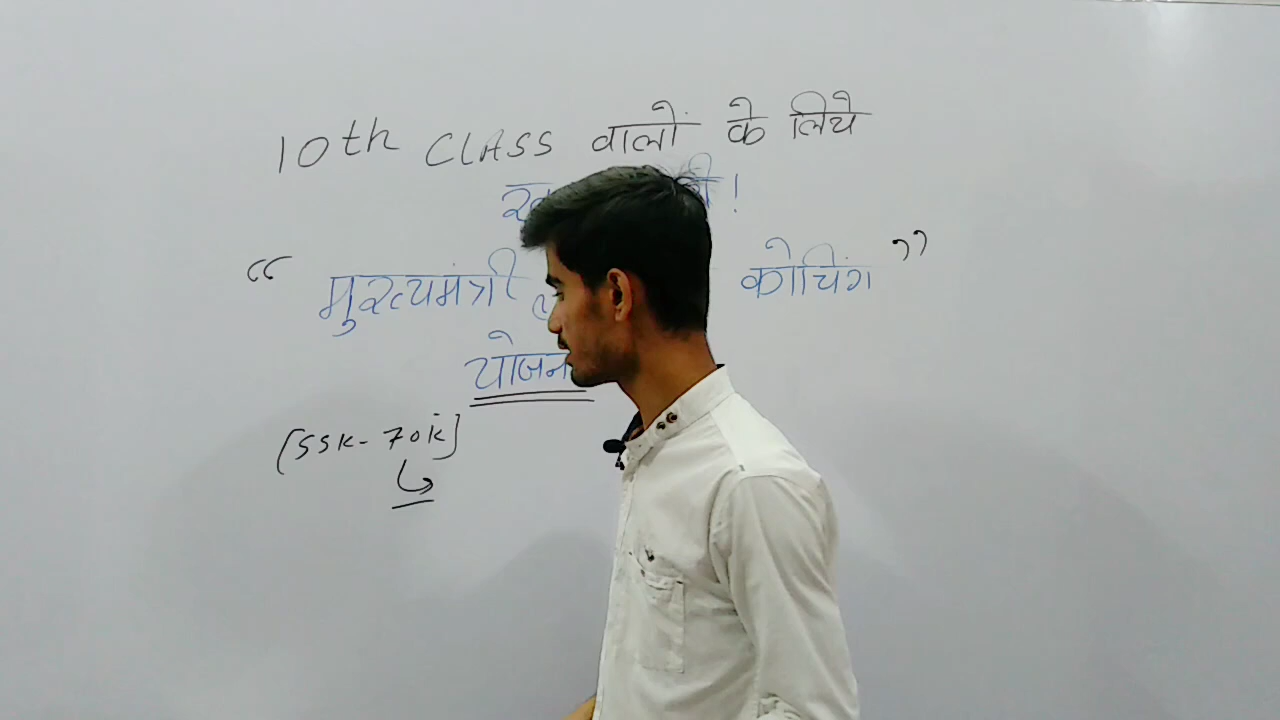 10th CLASS वालों के लिये
!
“ मुख्यमंत्री कोचिंग ”
[55K - 70K]